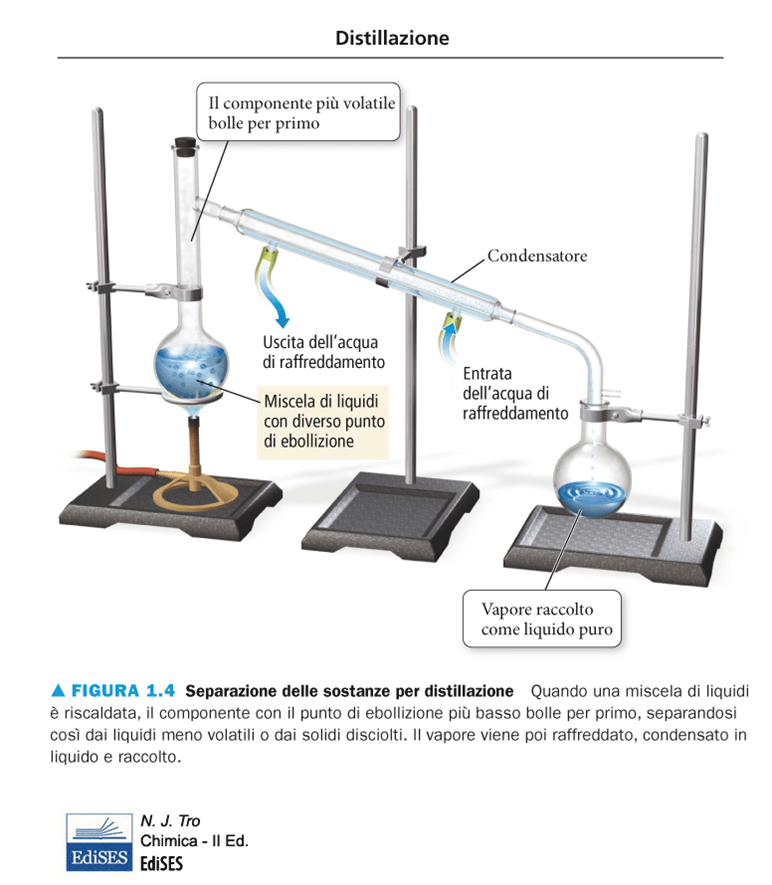 Distillazione
Il componente più volatile
bolle per primo
Condensatore
Uscita dell'acqua
di raffreddamento
Entrata
dell'acqua di
raffreddamento
Miscela di liquidi
con diverso punto
di ebollizione
Vapore raccolto
come liquido puro
▲ FIGURA 1.4 Separazione delle sostanze per distillazione Quando una miscela di liquidi
è riscaldata, il componente con il punto di ebollizione più basso bolle per primo, separandosi
così dai liquidi meno volatili o dai solidi disciolti. Il vapore viene poi raffreddato, condensato in
liquido e raccolto.
N. J. Tro
Chimica - II Ed.
EdiSES
EdiSES